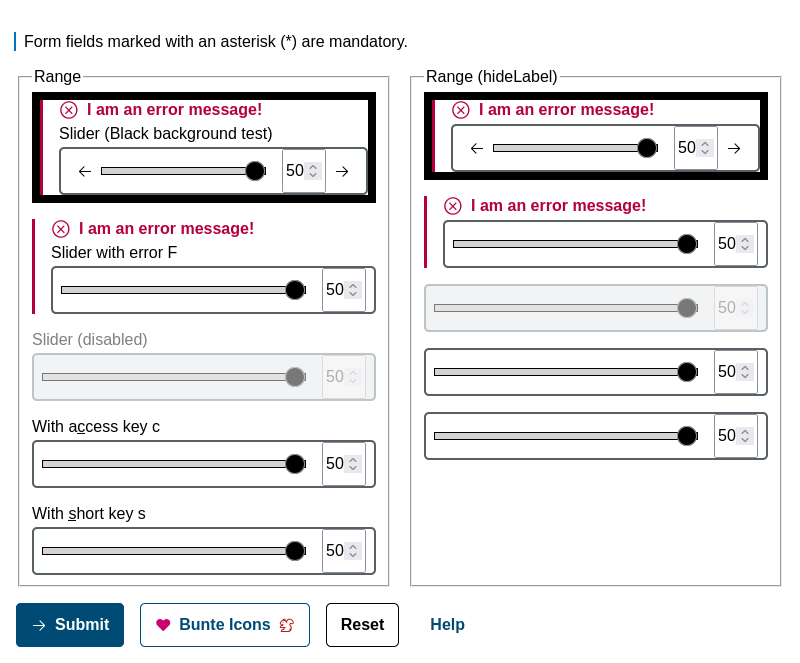 Form fields marked with an asterisk (*) are mandatory.
Range
I am an error message!
Slider (Black background test)
50
I am an error message!
Slider with error F
50
Slider (disabled)
50
With access key c
50
With short key s
50
Range (hideLabel)
I am an error message!
50
I am an error message!
50
50
50
50
Submit
Bunte Icons
Reset
Help